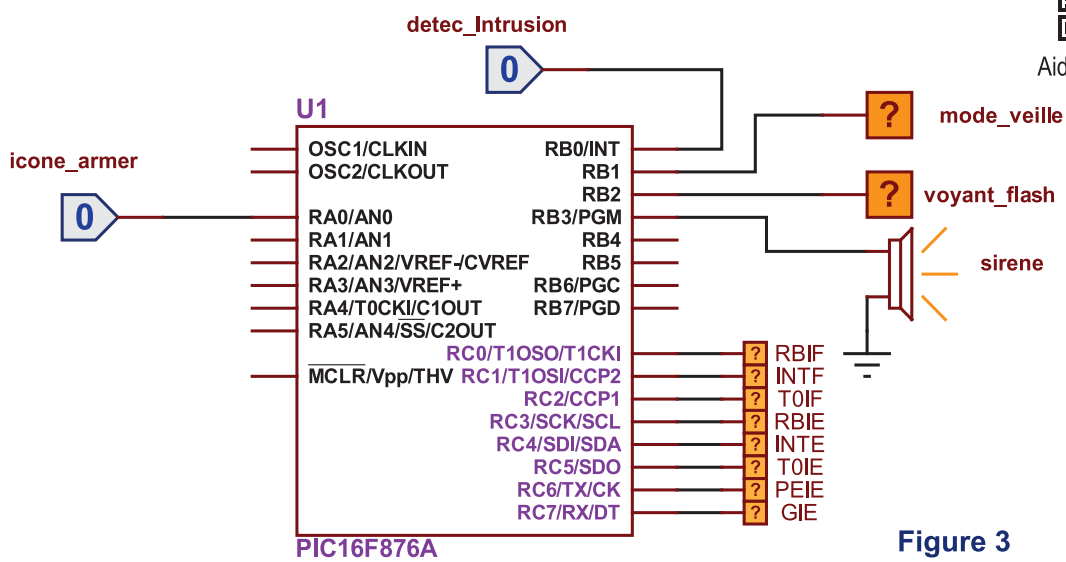 detec_Intrusion
0
Aid
U1
? mode_veille
icone_armer
0
OSC1/CLKIN
OSC2/CLKOUT
RA0/AN0
RA1/AN1
RA2/AN2/VREF-/CVREF
RA3/AN3/VREF+
RA4/T0CKI/C1OUT
RA5/AN4/SS/C2OUT
MCLR/Vpp/THV
RB0/INT
RB1
RB2
RB3/PGM
RB4
RB5
RB6/PGC
RB7/PGD
? voyant_flash
sirene
RC0/T1OSO/T1CKI ? RBIF
RC1/T1OSI/CCP2 ? INTF
RC2/CCP1 ? T0IF
RC3/SCK/SCL ? RBIE
RC4/SDI/SDA ? INTE
RC5/SDO ? T0IE
RC6/TX/CK ? PEIE
RC7/RX/DT ? GIE
PIC16F876A
Figure 3